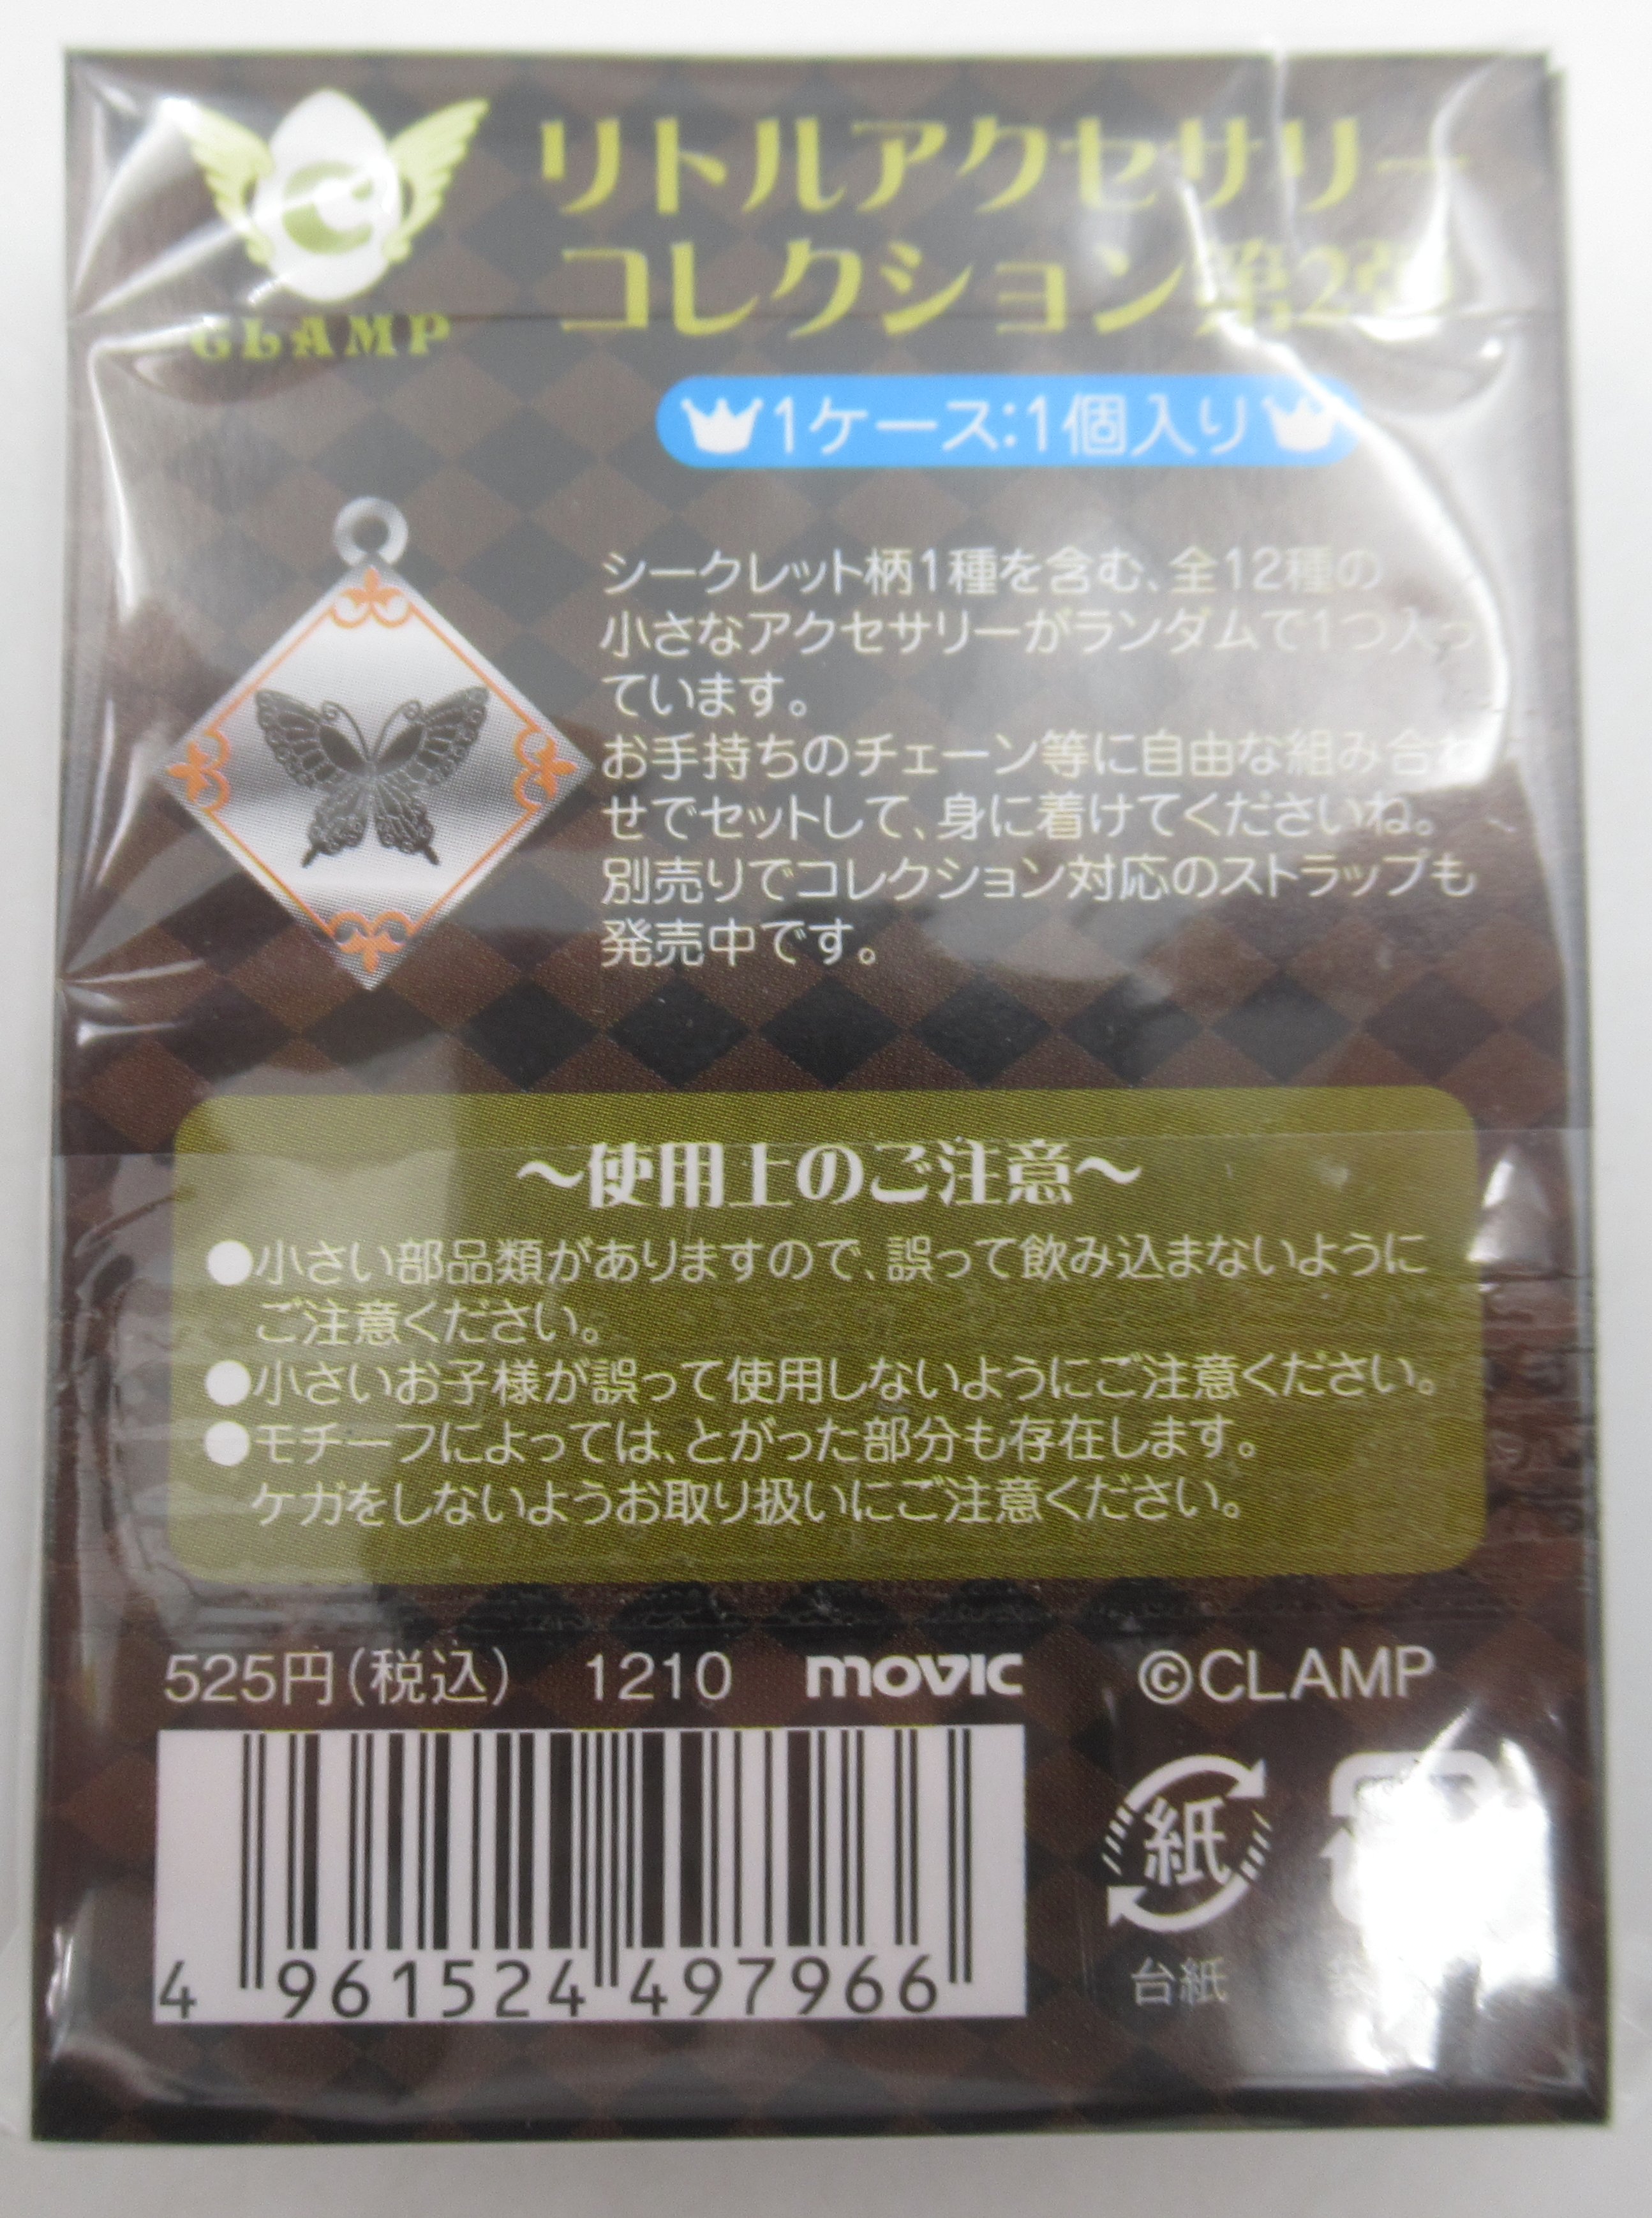 C
CLAMP
リトルアクセサリー
コレクション第2弾
1ケース:1個入り
シークレット柄1種を含む、全12種の
小さなアクセサリーがランダムで1つ入っ
ています。
お手持ちのチェーン等に自由な組み合わ
せでセットして、身に着けてくださいね。
別売りでコレクション対応のストラップも
発売中です。
～使用上のご注意～
●小さい部品類がありますので、誤って飲み込まないように
ご注意ください。
●小さいお子様が誤って使用しないようにご注意ください。
●モチーフによっては、とがった部分も存在します。
ケガをしないようお取り扱いにご注意ください。
525円(税込) 1210 movic ©CLAMP
紙
台紙
4 961524 497966